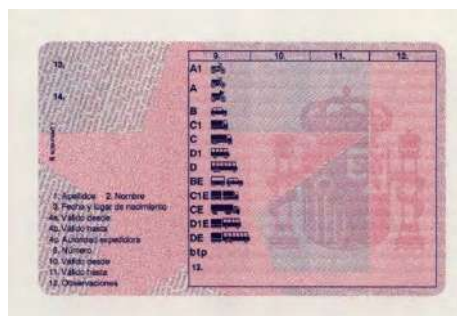 13.
14.
1. Apellidos 2. Nombre
3. Fecha y lugar de nacimiento
4a. Válido desde
4b. Válido hasta
4c. Autoridad expedidora
5. Número
10. Válido desde
11. Válido hasta
12. Observaciones
9. 10. 11. 12.
A1
A
B
C1
C
D1
D
BE
C1E
CE
D1E
DE
btp
12.